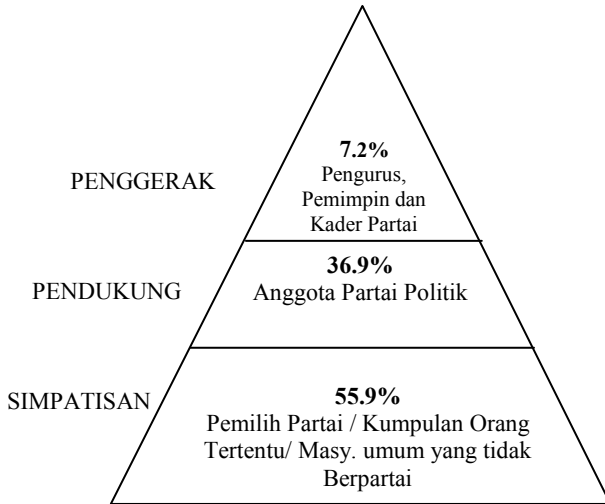 7.2%
Pengurus,
Pemimpin dan
Kader Partai
PENGGERAK
36.9%
Anggota Partai Politik
PENDUKUNG
55.9%
Pemilih Partai / Kumpulan Orang
Tertentu/ Masy. umum yang tidak
Berpartai
SIMPATISAN